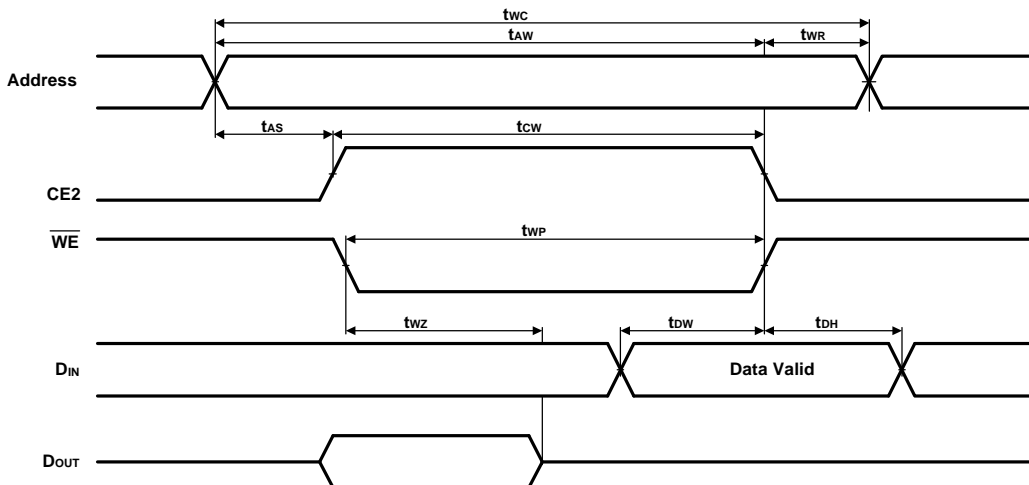 tWC
tAW tWR
Address
tAS tCW
CE2
WE
tWP
tWZ tDW tDH
DIN Data Valid
DOUT